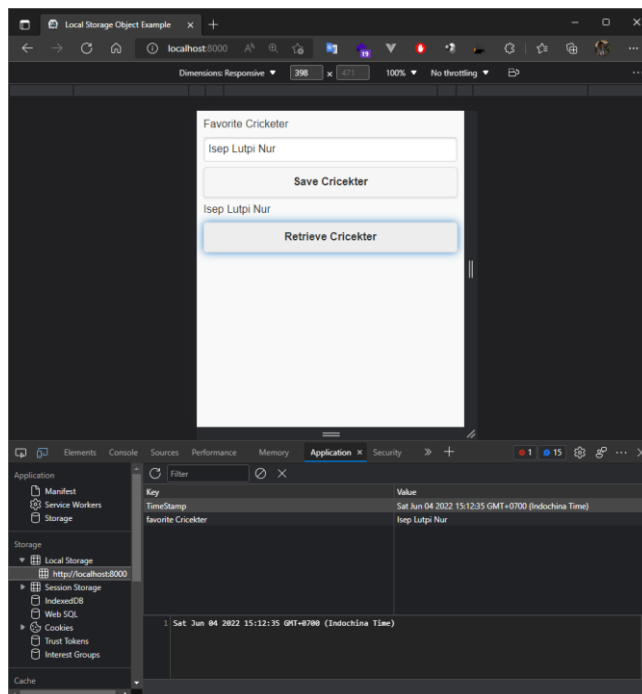 Local Storage Object Example
localhost:8000
19
Dimensions: Responsive 398 x 471 100% No throttling
Favorite Cricketer
Isep Lutpi Nur
Save Cricekter
Isep Lutpi Nur
Retrieve Cricekter
Elements Console Sources Performance Memory Application Security 1 15
Application
Manifest
Service Workers
Storage
Storage
Local Storage
http://localhost:8000
Session Storage
IndexedDB
Web SQL
Cookies
Trust Tokens
Interest Groups
Cache
Filter
Key Value
TimeStamp Sat Jun 04 2022 15:12:35 GMT+0700 (Indochina Time)
favorite Cricekter Isep Lutpi Nur
1 Sat Jun 04 2022 15:12:35 GMT+0700 (Indochina Time)